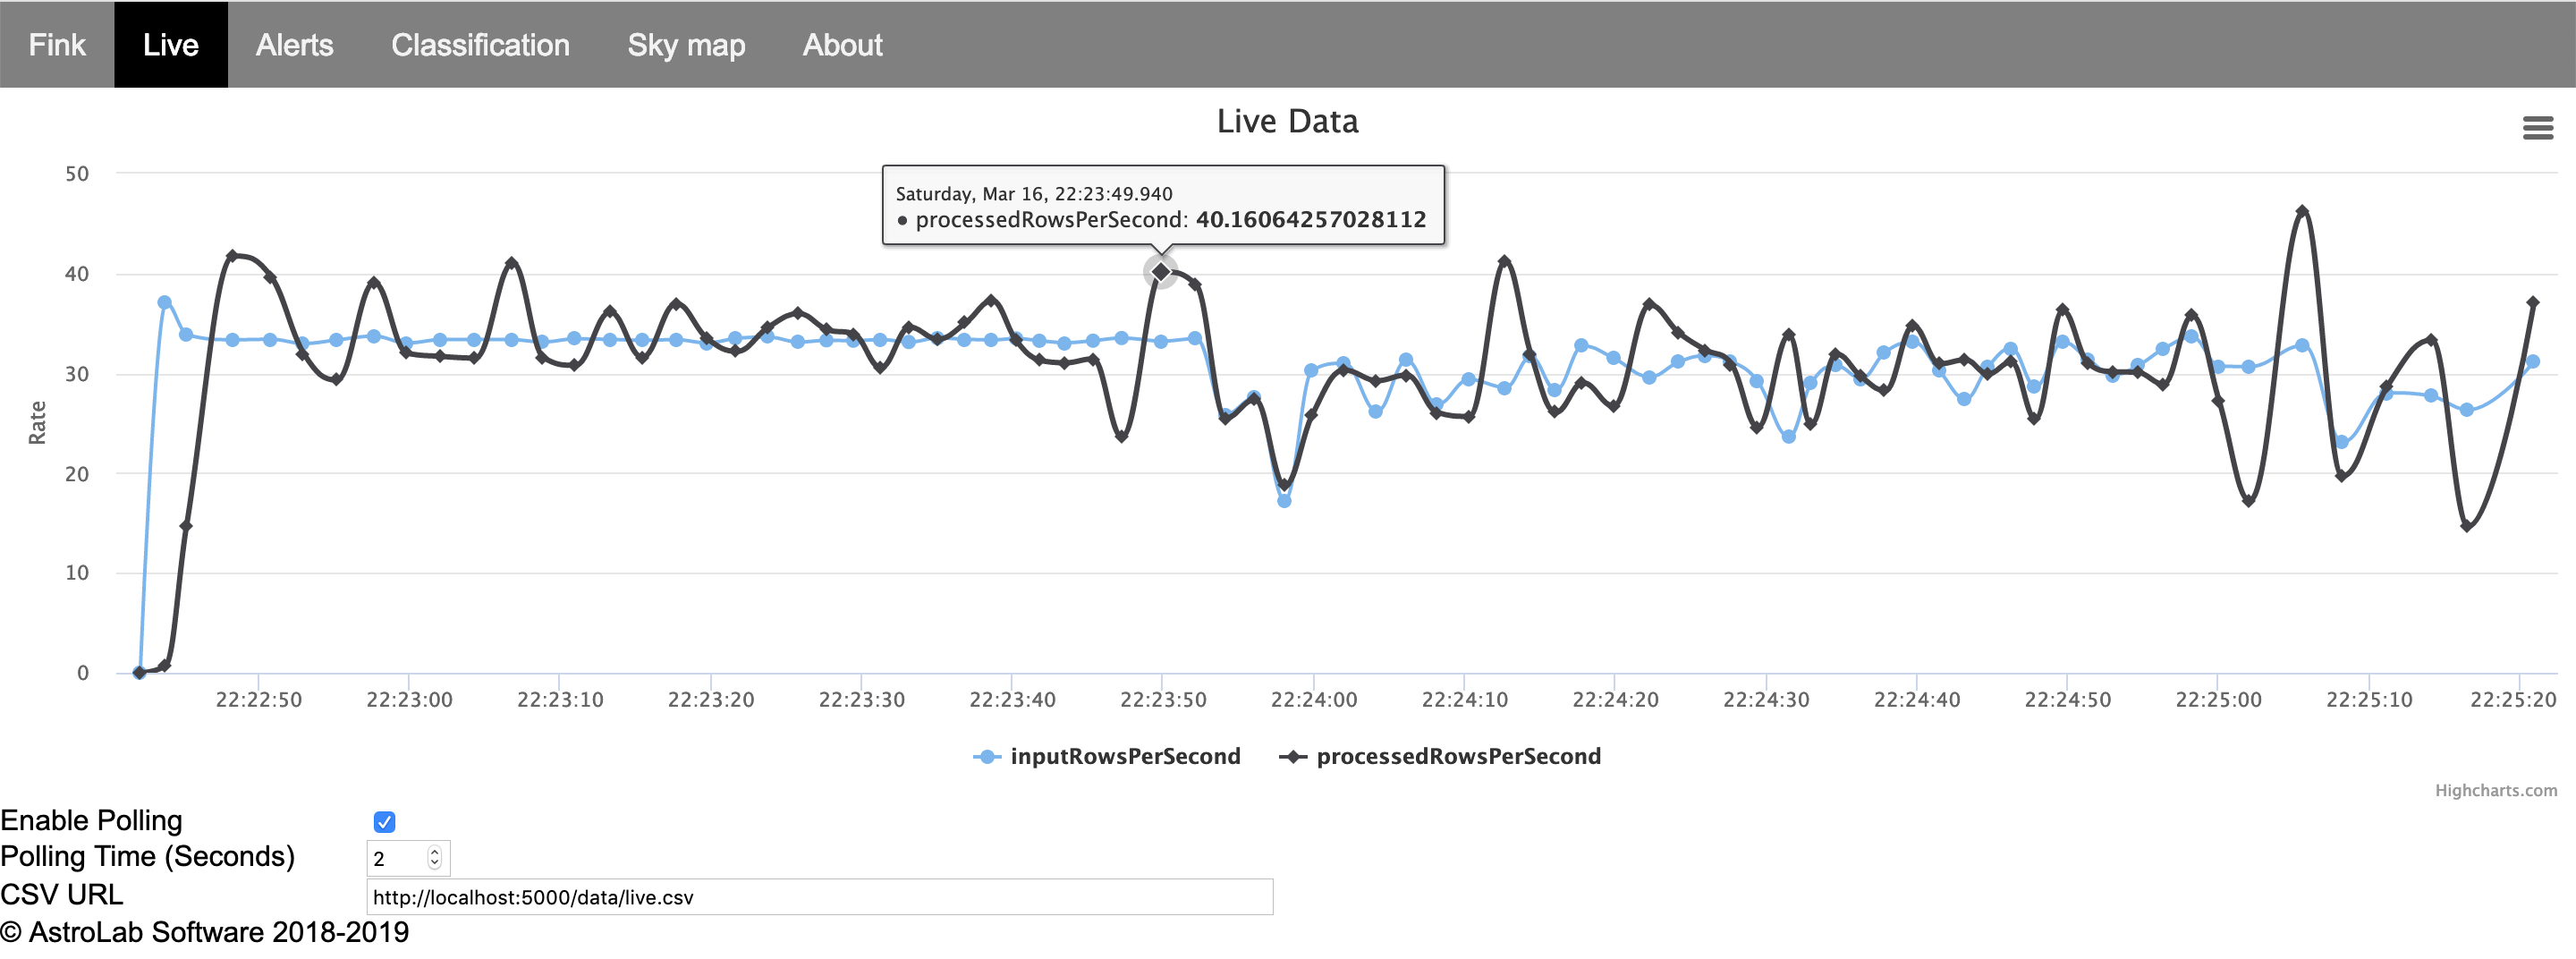 Fink Live Alerts Classification Sky map About
Live Data
Saturday, Mar 16, 22:23:49.940
● processedRowsPerSecond: 40.16064257028112
50
40
30
20
10
0
Rate
22:22:50 22:23:00 22:23:10 22:23:20 22:23:30 22:23:40 22:23:50 22:24:00 22:24:10 22:24:20 22:24:30 22:24:40 22:24:50 22:25:00 22:25:10 22:25:20
inputRowsPerSecond processedRowsPerSecond
Highcharts.com
Enable Polling
Polling Time (Seconds) 2
CSV URL http://localhost:5000/data/live.csv
© AstroLab Software 2018-2019